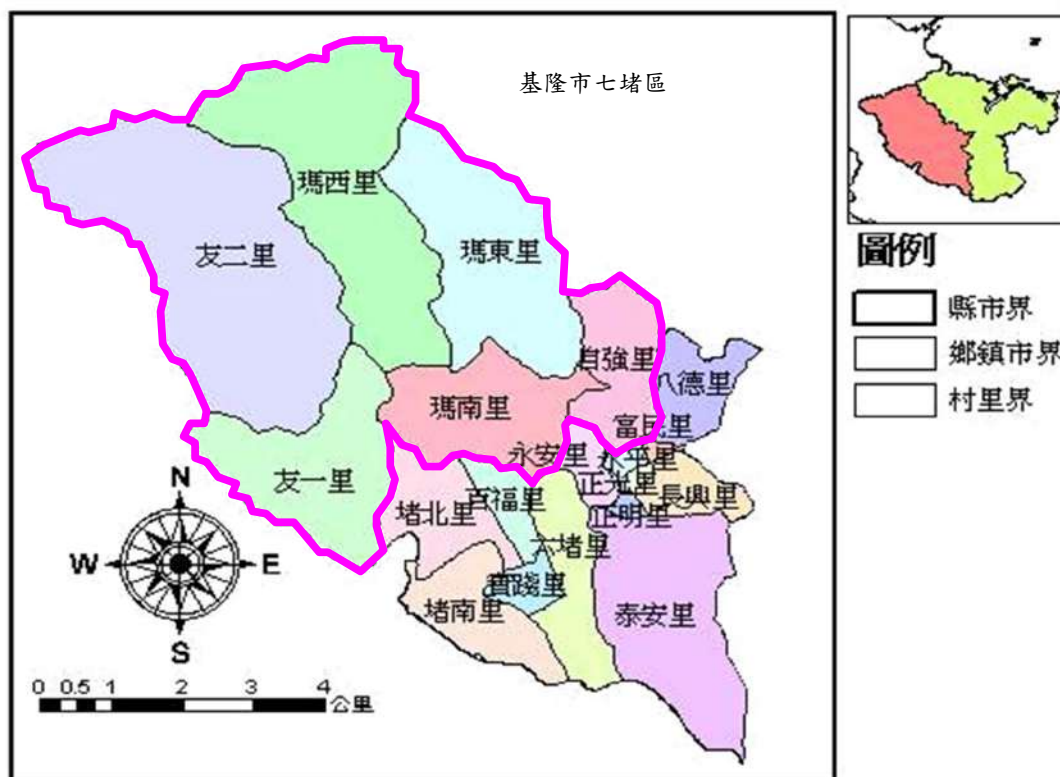 基隆市七堵區
瑪西里
友二里
瑪東里
自強里
八德里
瑪南里
富民里
永安里
永平里
友一里
百福里
正光里
長興里
堵北里
正明里
六堵里
實踐里
堵南里
泰安里
N
W
E
S
0 0.5 1 2 3 4
公里
圖例
縣市界
鄉鎮市界
村里界